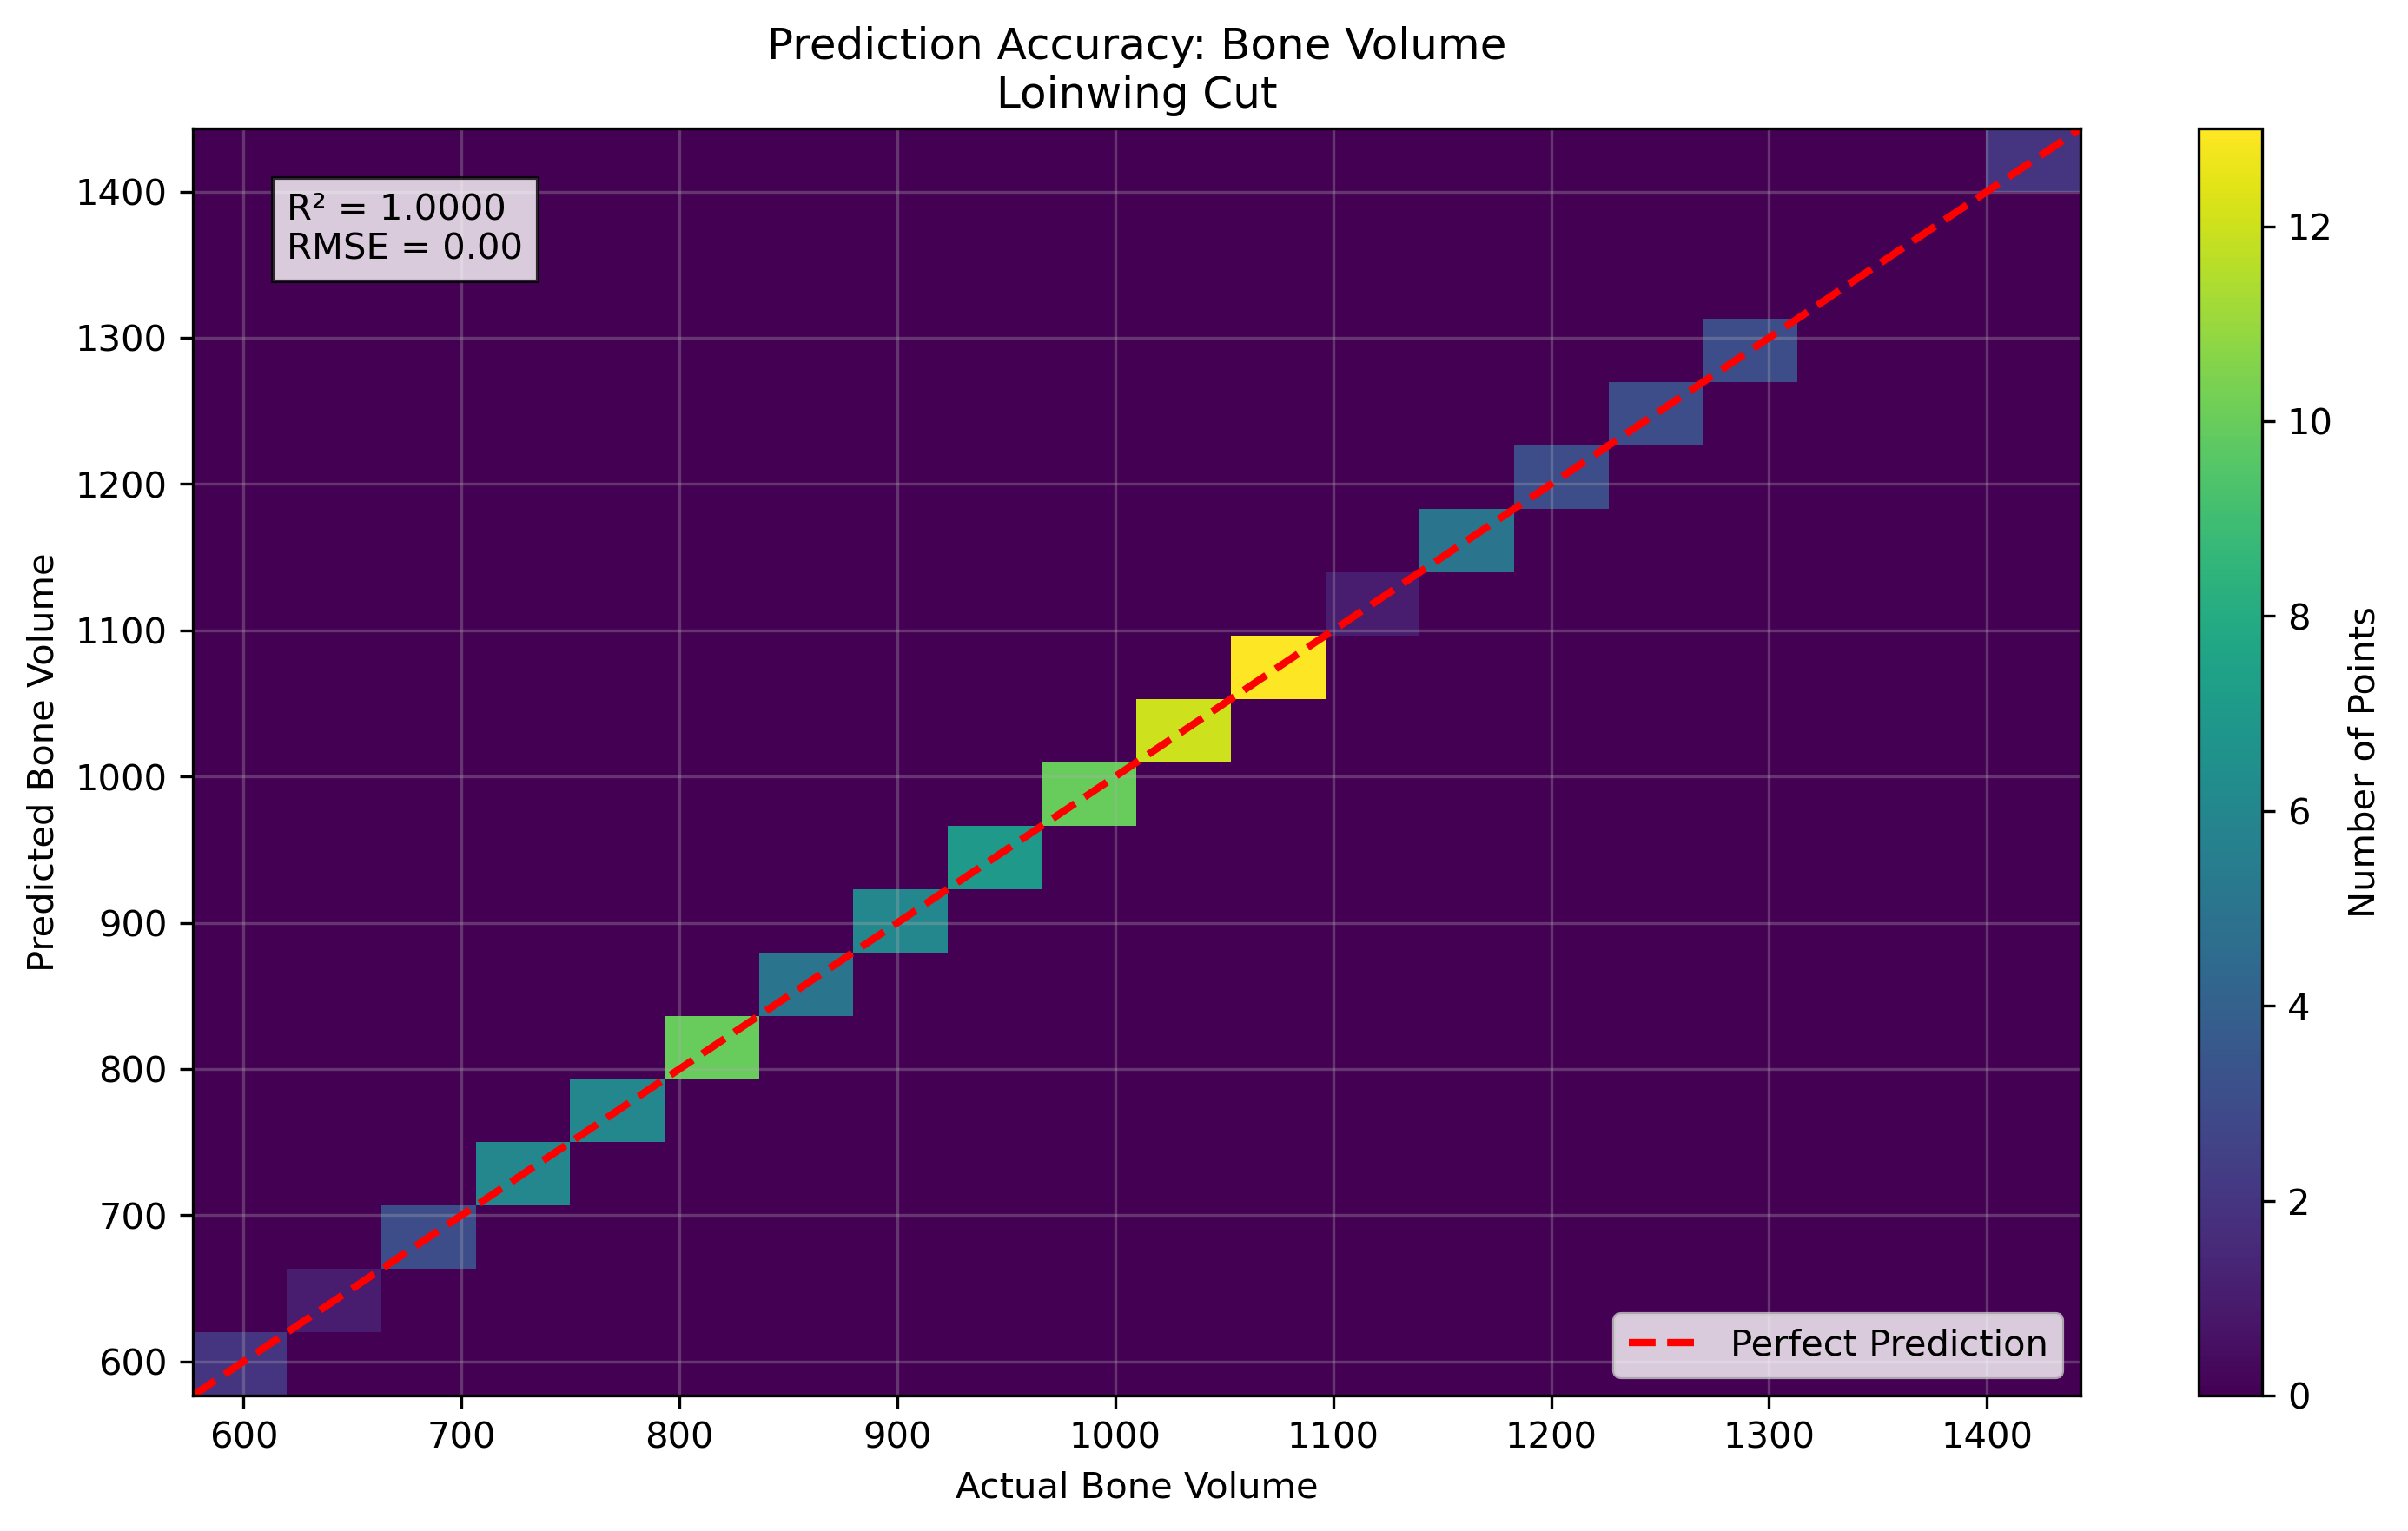 Prediction Accuracy: Bone Volume
Loinwing Cut
R² = 1.0000
RMSE = 0.00
Predicted Bone Volume
1400
1300
1200
1100
1000
900
800
700
600
600 700 800 900 1000 1100 1200 1300 1400
Actual Bone Volume
Perfect Prediction
12
10
8
6
4
2
0
Number of Points